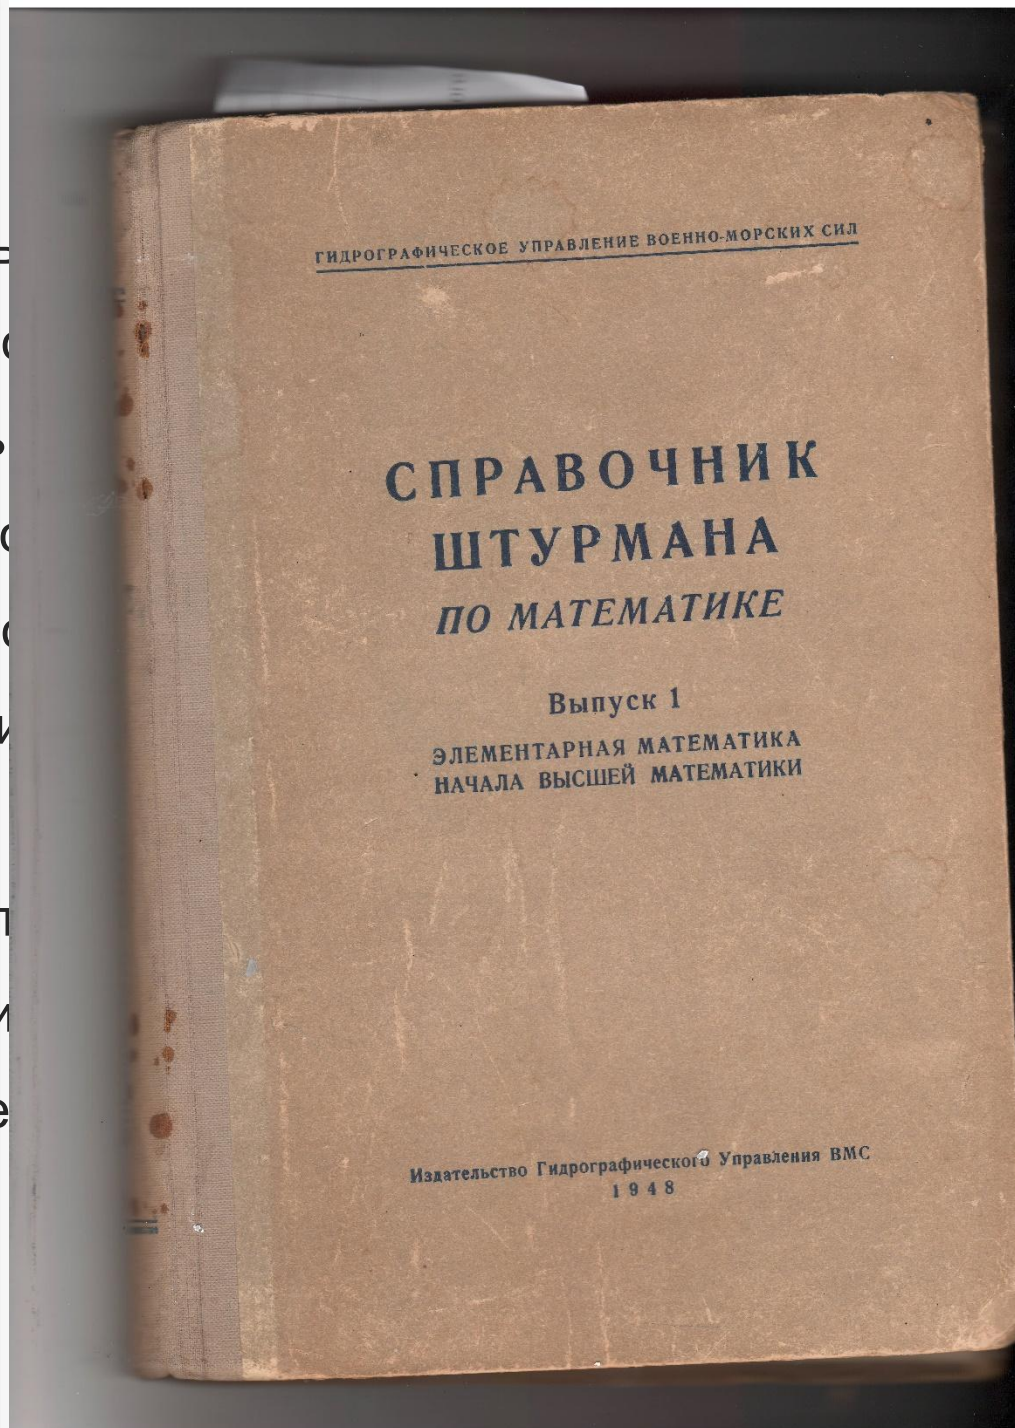 ГИДРОГРАФИЧЕСКОЕ УПРАВЛЕНИЕ ВОЕННО-МОРСКИХ СИЛ
СПРАВОЧНИК
ШТУРМАНА
ПО МАТЕМАТИКЕ
Выпуск 1
ЭЛЕМЕНТАРНАЯ МАТЕМАТИКА
НАЧАЛА ВЫСШЕЙ МАТЕМАТИКИ
Издательство Гидрографического Управления ВМС
1948